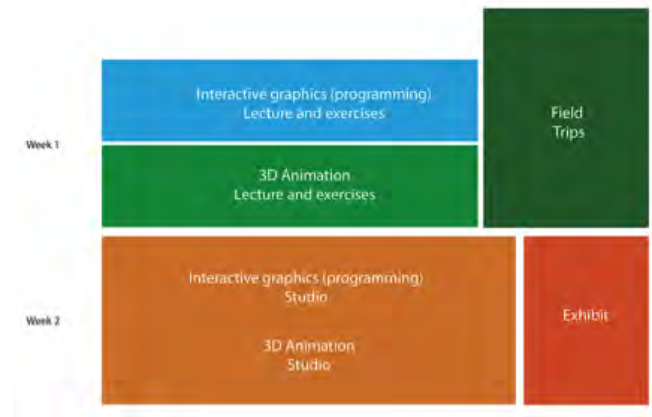 Week 1
Interactive graphics (programming)
Lecture and exercises
3D Animation
Lecture and exercises
Field
Trips
Week 2
Interactive graphics (programming)
Studio
3D Animation
Studio
Exhibit